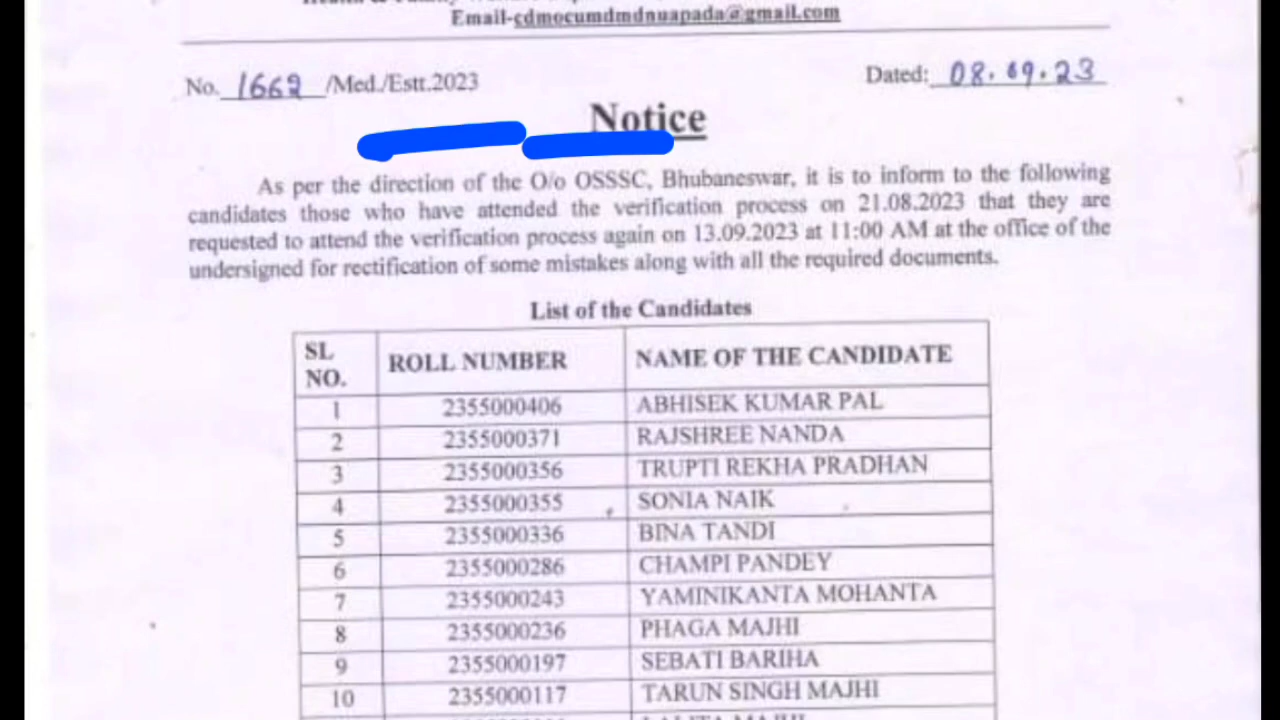 Email-cdmocumdmdnuapada@gmail.com
No. 1662 /Med./Estt.2023 Dated: 08.09.23
Notice
As per the direction of the O/o OSSSC, Bhubaneswar, it is to inform to the following
candidates those who have attended the verification process on 21.08.2023 that they are
requested to attend the verification process again on 13.09.2023 at 11:00 AM at the office of the
undersigned for rectification of some mistakes along with all the required documents.
List of the Candidates
SL NO. ROLL NUMBER NAME OF THE CANDIDATE
1 2355000406 ABHISEK KUMAR PAL
2 2355000371 RAJSHREE NANDA
3 2355000356 TRUPTI REKHA PRADHAN
4 2355000355 SONIA NAIK
5 2355000336 BINA TANDI
6 2355000286 CHAMPI PANDEY
7 2355000243 YAMINIKANTA MOHANTA
8 2355000236 PHAGA MAJHI
9 2355000197 SEBATI BARIHA
10 2355000117 TARUN SINGH MAJHI